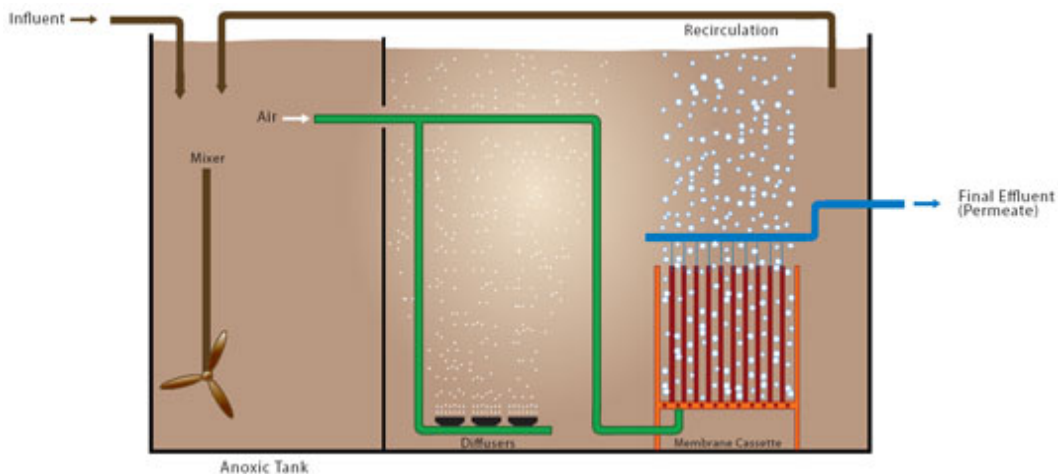 Influent
Recirculation
Air
Mixer
Final Effluent
(Permeate)
Diffusers
Membrane Cassette
Anoxic Tank